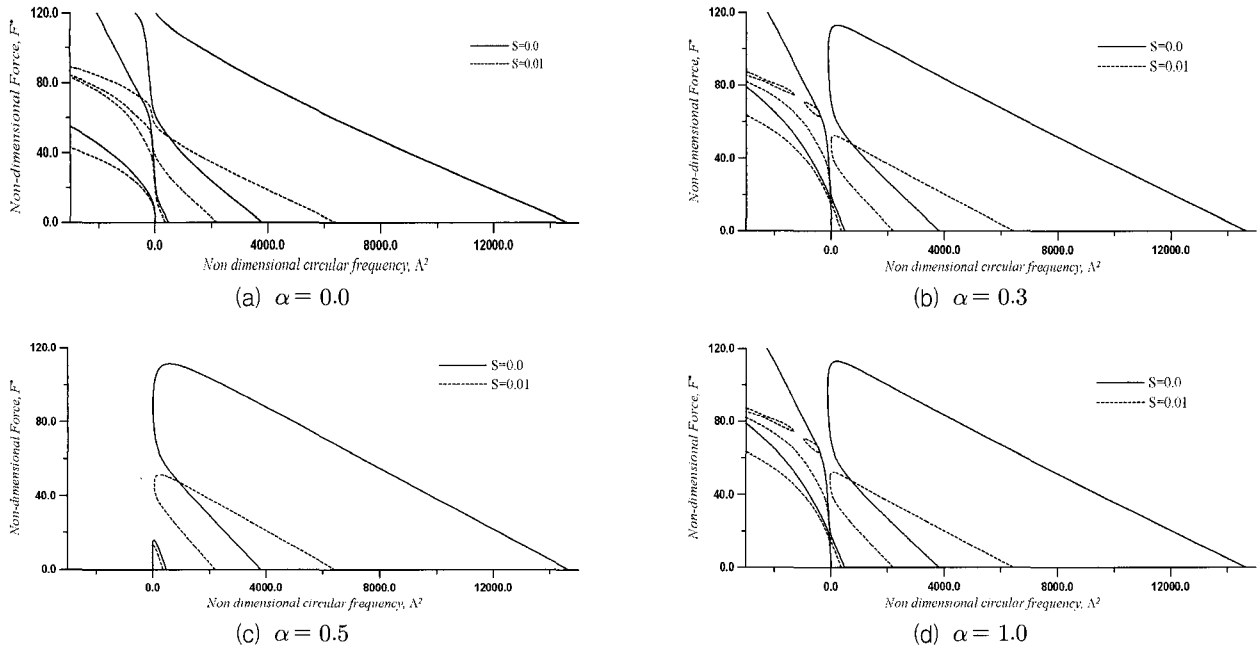 Non-dimensional Force, F*
120.0
80.0
40.0
0.0
S=0.0
S=0.01
0.0 4000.0 8000.0 12000.0
Non dimensional circular frequency, Λ²
(a) α = 0.0
Non-dimensional Force, F*
120.0
80.0
40.0
0.0
S=0.0
S=0.01
0.0 4000.0 8000.0 12000.0
Non dimensional circular frequency, Λ²
(b) α = 0.3
Non-dimensional Force, F*
120.0
80.0
40.0
0.0
S=0.0
S=0.01
0.0 4000.0 8000.0 12000.0
Non dimensional circular frequency, Λ²
(c) α = 0.5
Non-dimensional Force, F*
120.0
80.0
40.0
0.0
S=0.0
S=0.01
0.0 4000.0 8000.0 12000.0
Non dimensional circular frequency, Λ²
(d) α = 1.0